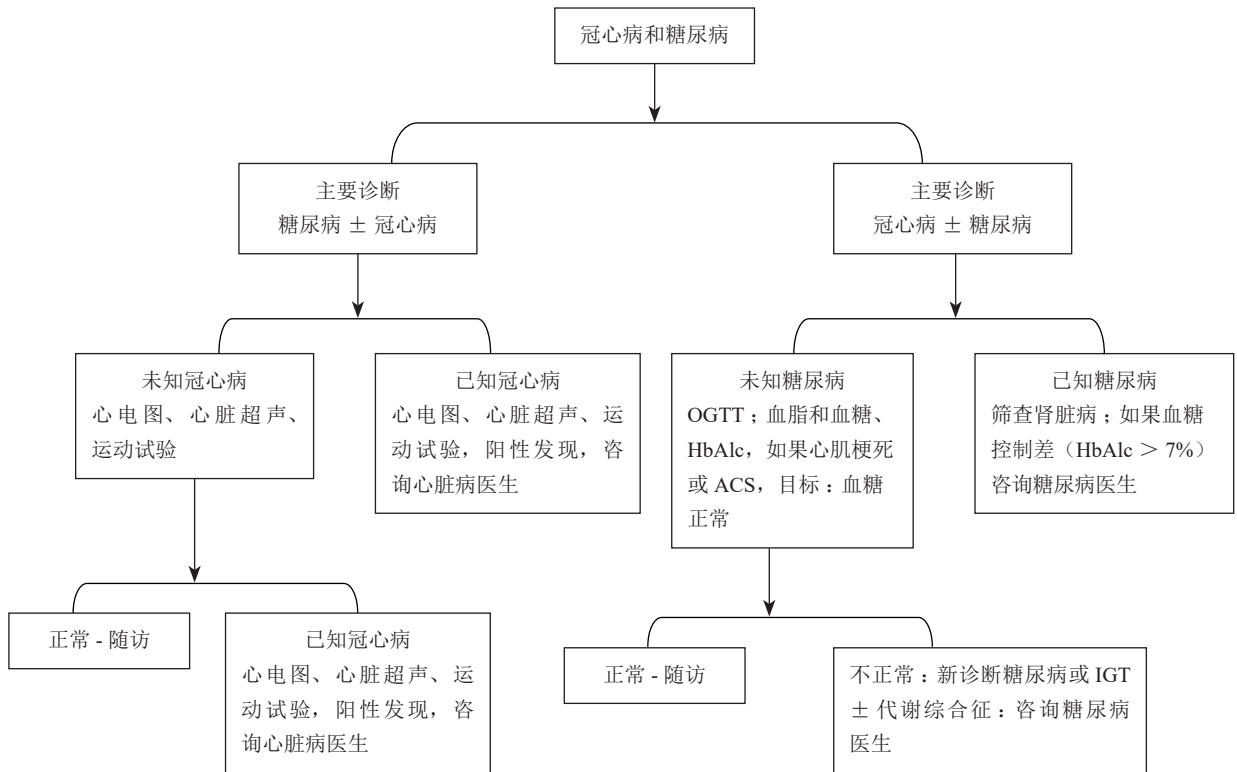 冠心病和糖尿病
主要诊断
糖尿病 ± 冠心病
主要诊断
冠心病 ± 糖尿病
未知冠心病
心电图、心脏超声、
运动试验
已知冠心病
心电图、心脏超声、运
动试验，阳性发现，咨
询心脏病医生
未知糖尿病
OGTT；血脂和血糖、
HbAlc，如果心肌梗死
或 ACS，目标：血糖
正常
已知糖尿病
筛查肾脏病；如果血糖
控制差（HbAlc ＞ 7%）
咨询糖尿病医生
正常 - 随访
已知冠心病
心电图、心脏超声、运
动试验，阳性发现，咨
询心脏病医生
正常 - 随访
不正常：新诊断糖尿病或 IGT
± 代谢综合征：咨询糖尿病
医生